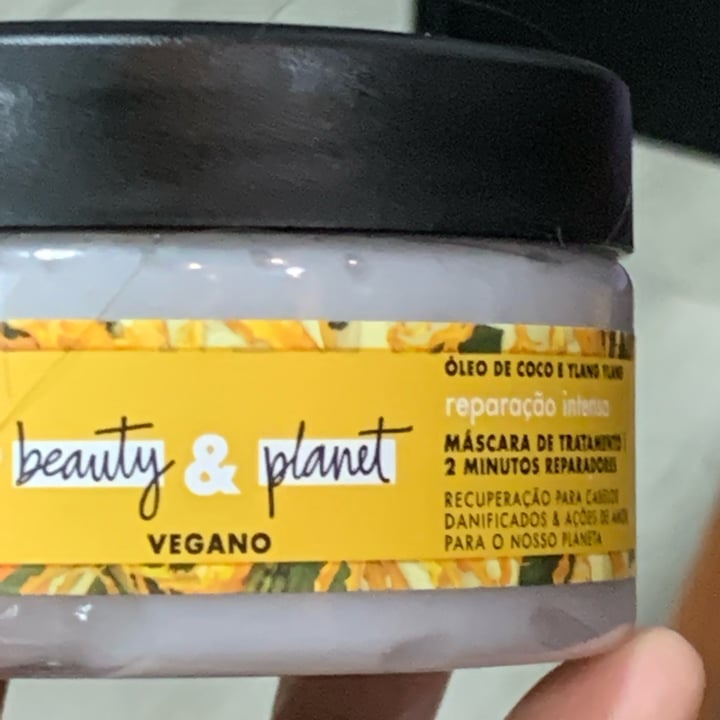 beauty & planet
VEGANO
ÓLEO DE COCO E YLANG YLANG
reparação intensa
MÁSCARA DE TRATAMENTO
2 MINUTOS REPARADORES
RECUPERAÇÃO PARA CABELOS
DANIFICADOS & AÇÕES DE AMOR
PARA O NOSSO PLANETA